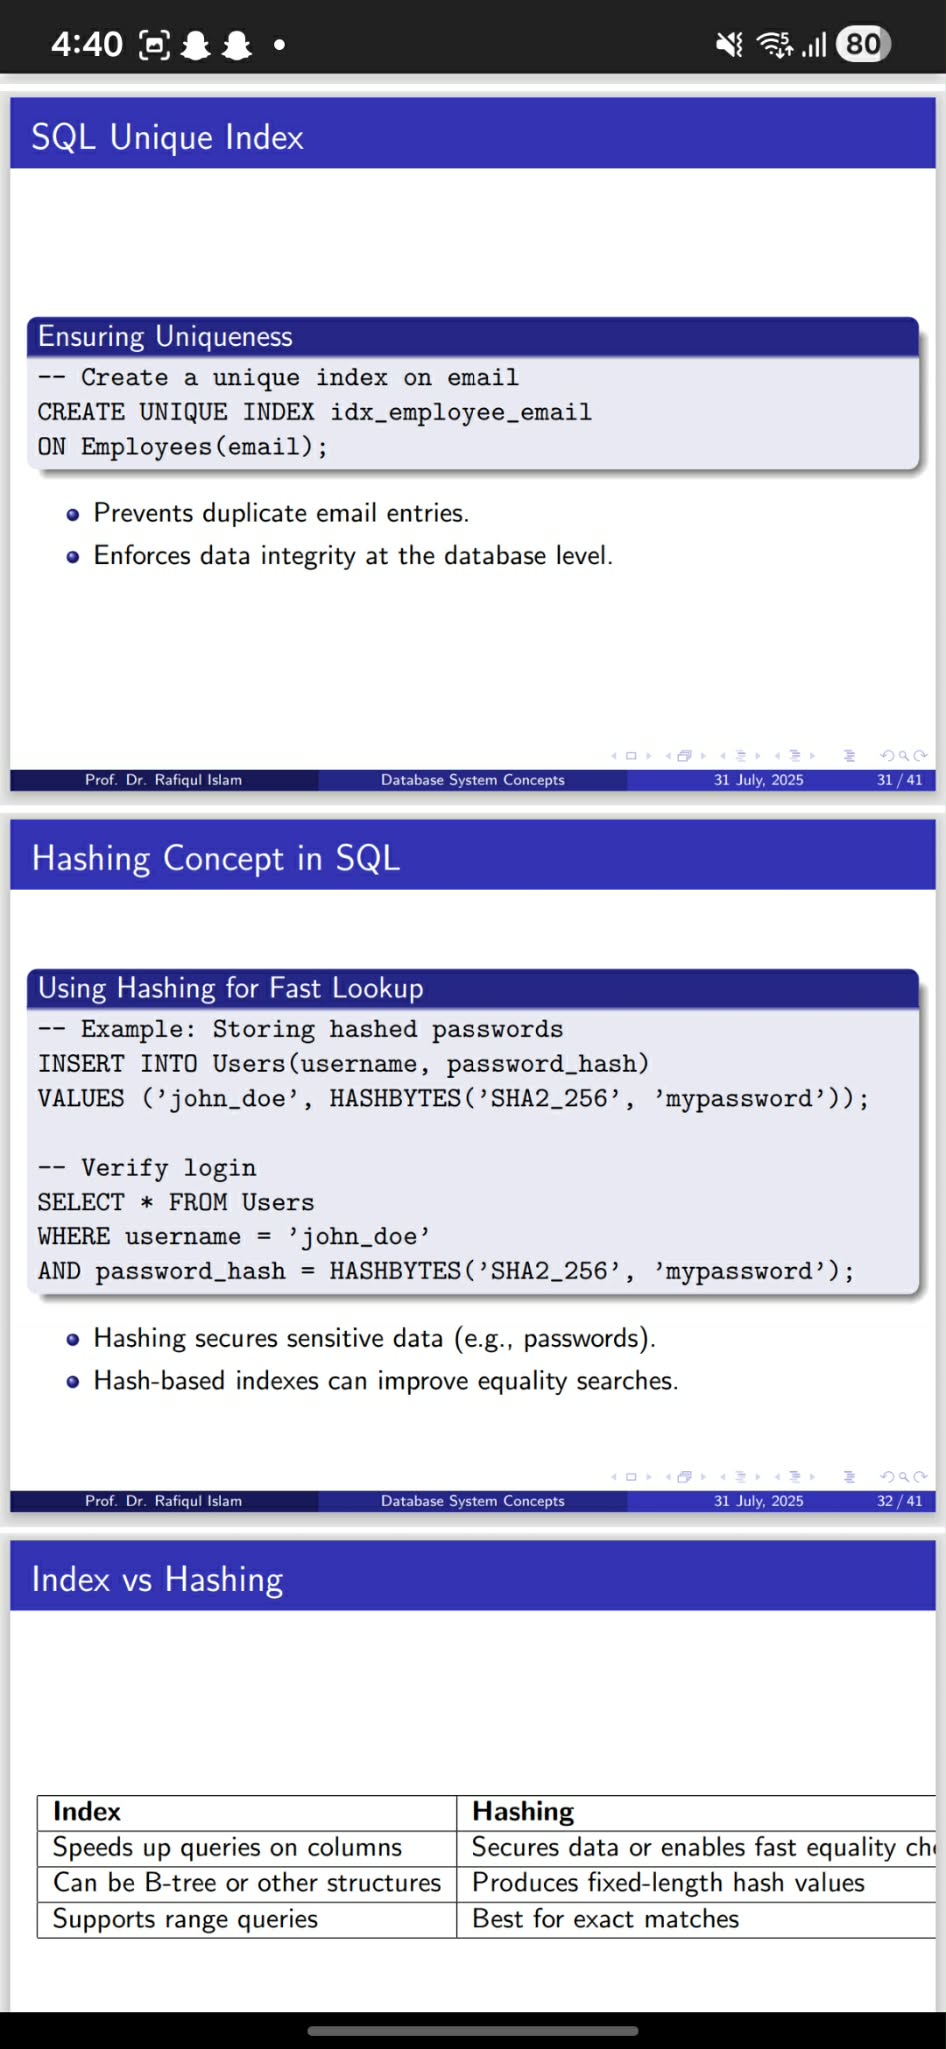 4:40
5
80
SQL Unique Index
Ensuring Uniqueness
-- Create a unique index on email
CREATE UNIQUE INDEX idx_employee_email
ON Employees(email);
Prevents duplicate email entries.
Enforces data integrity at the database level.
Prof. Dr. Rafiqul Islam Database System Concepts 31 July, 2025 31 / 41
Hashing Concept in SQL
Using Hashing for Fast Lookup
-- Example: Storing hashed passwords
INSERT INTO Users(username, password_hash)
VALUES (’john_doe’, HASHBYTES(’SHA2_256’, ’mypassword’));
-- Verify login
SELECT * FROM Users
WHERE username = ’john_doe’
AND password_hash = HASHBYTES(’SHA2_256’, ’mypassword’);
Hashing secures sensitive data (e.g., passwords).
Hash-based indexes can improve equality searches.
Prof. Dr. Rafiqul Islam Database System Concepts 31 July, 2025 32 / 41
Index vs Hashing
Index Hashing
Speeds up queries on columns Secures data or enables fast equality
Can be B-tree or other structures Produces fixed-length hash values
Supports range queries Best for exact matches